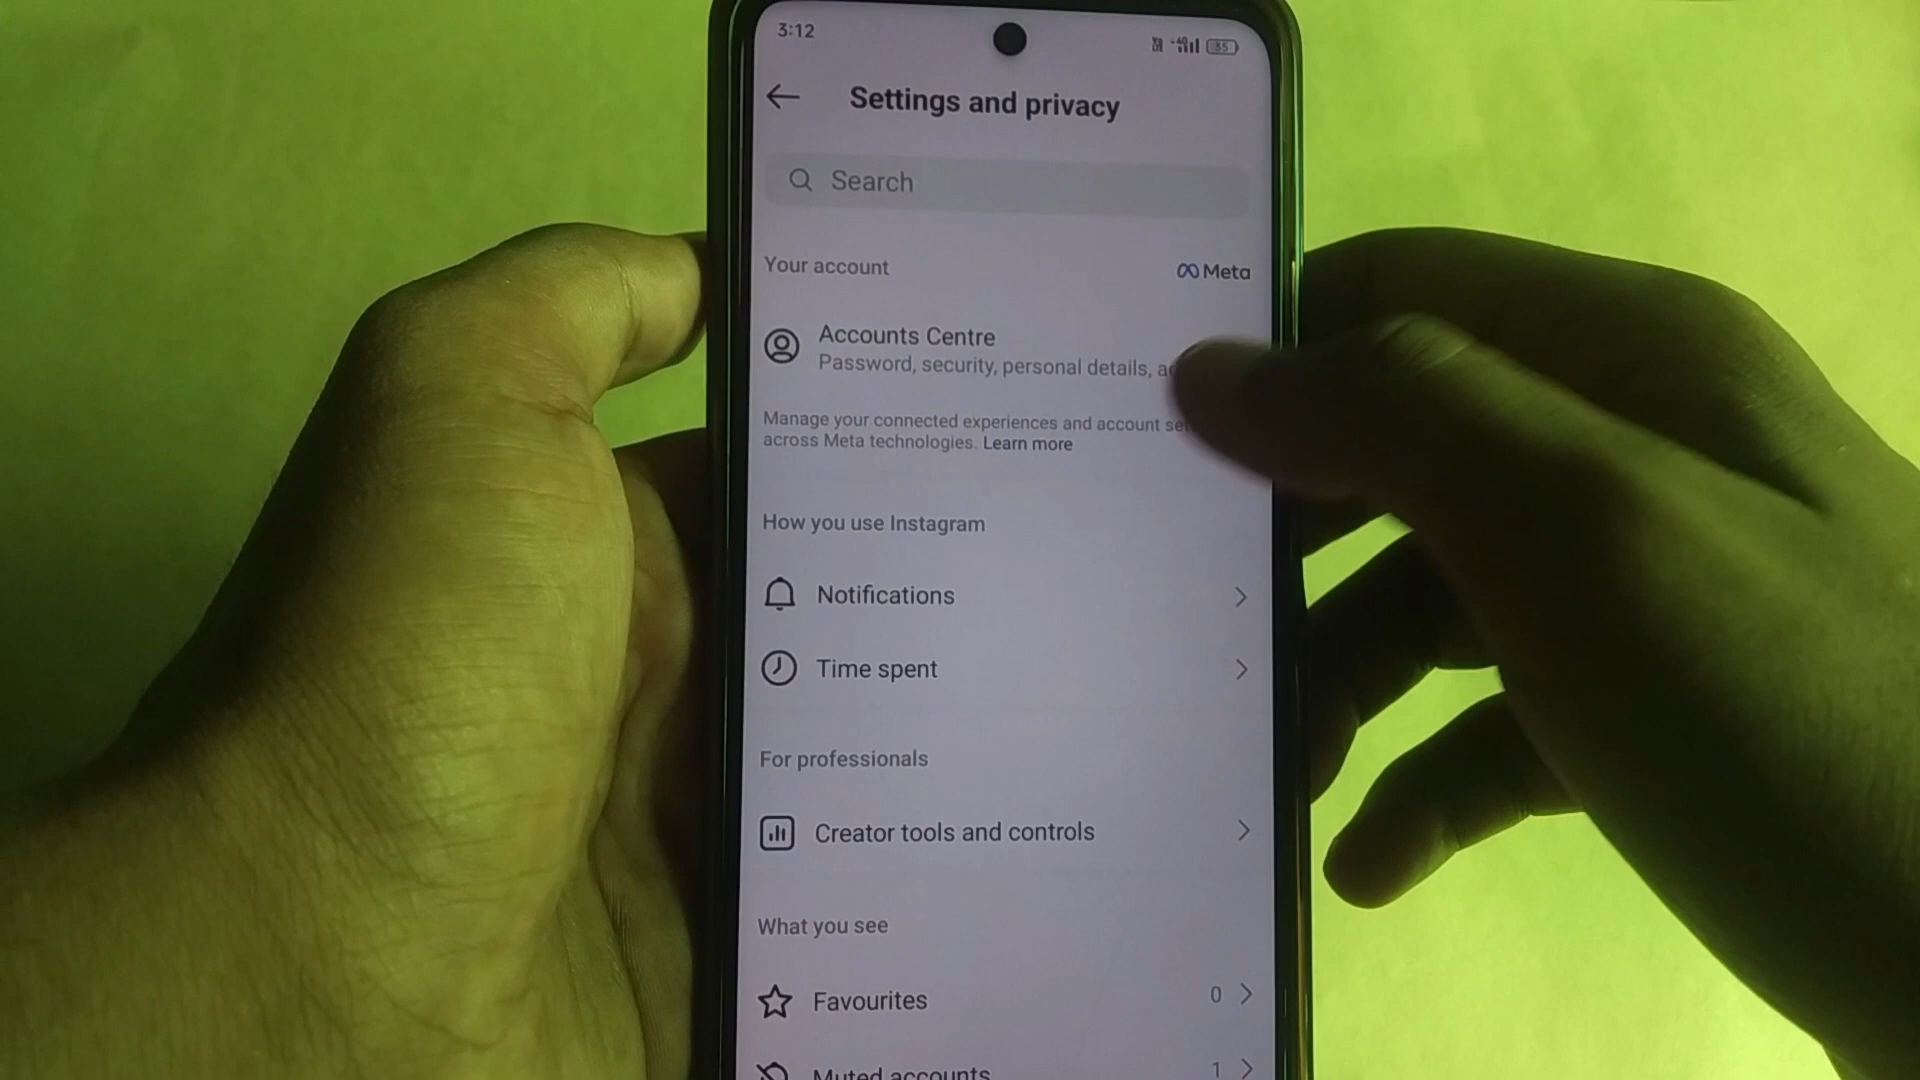 3:12
35
Settings and privacy
Search
Your account
Meta
Accounts Centre
Password, security, personal details,
Manage your connected experiences and account
across Meta technologies. Learn more
How you use Instagram
Notifications
Time spent
For professionals
Creator tools and controls
What you see
Favourites
0
Muted accounts
1